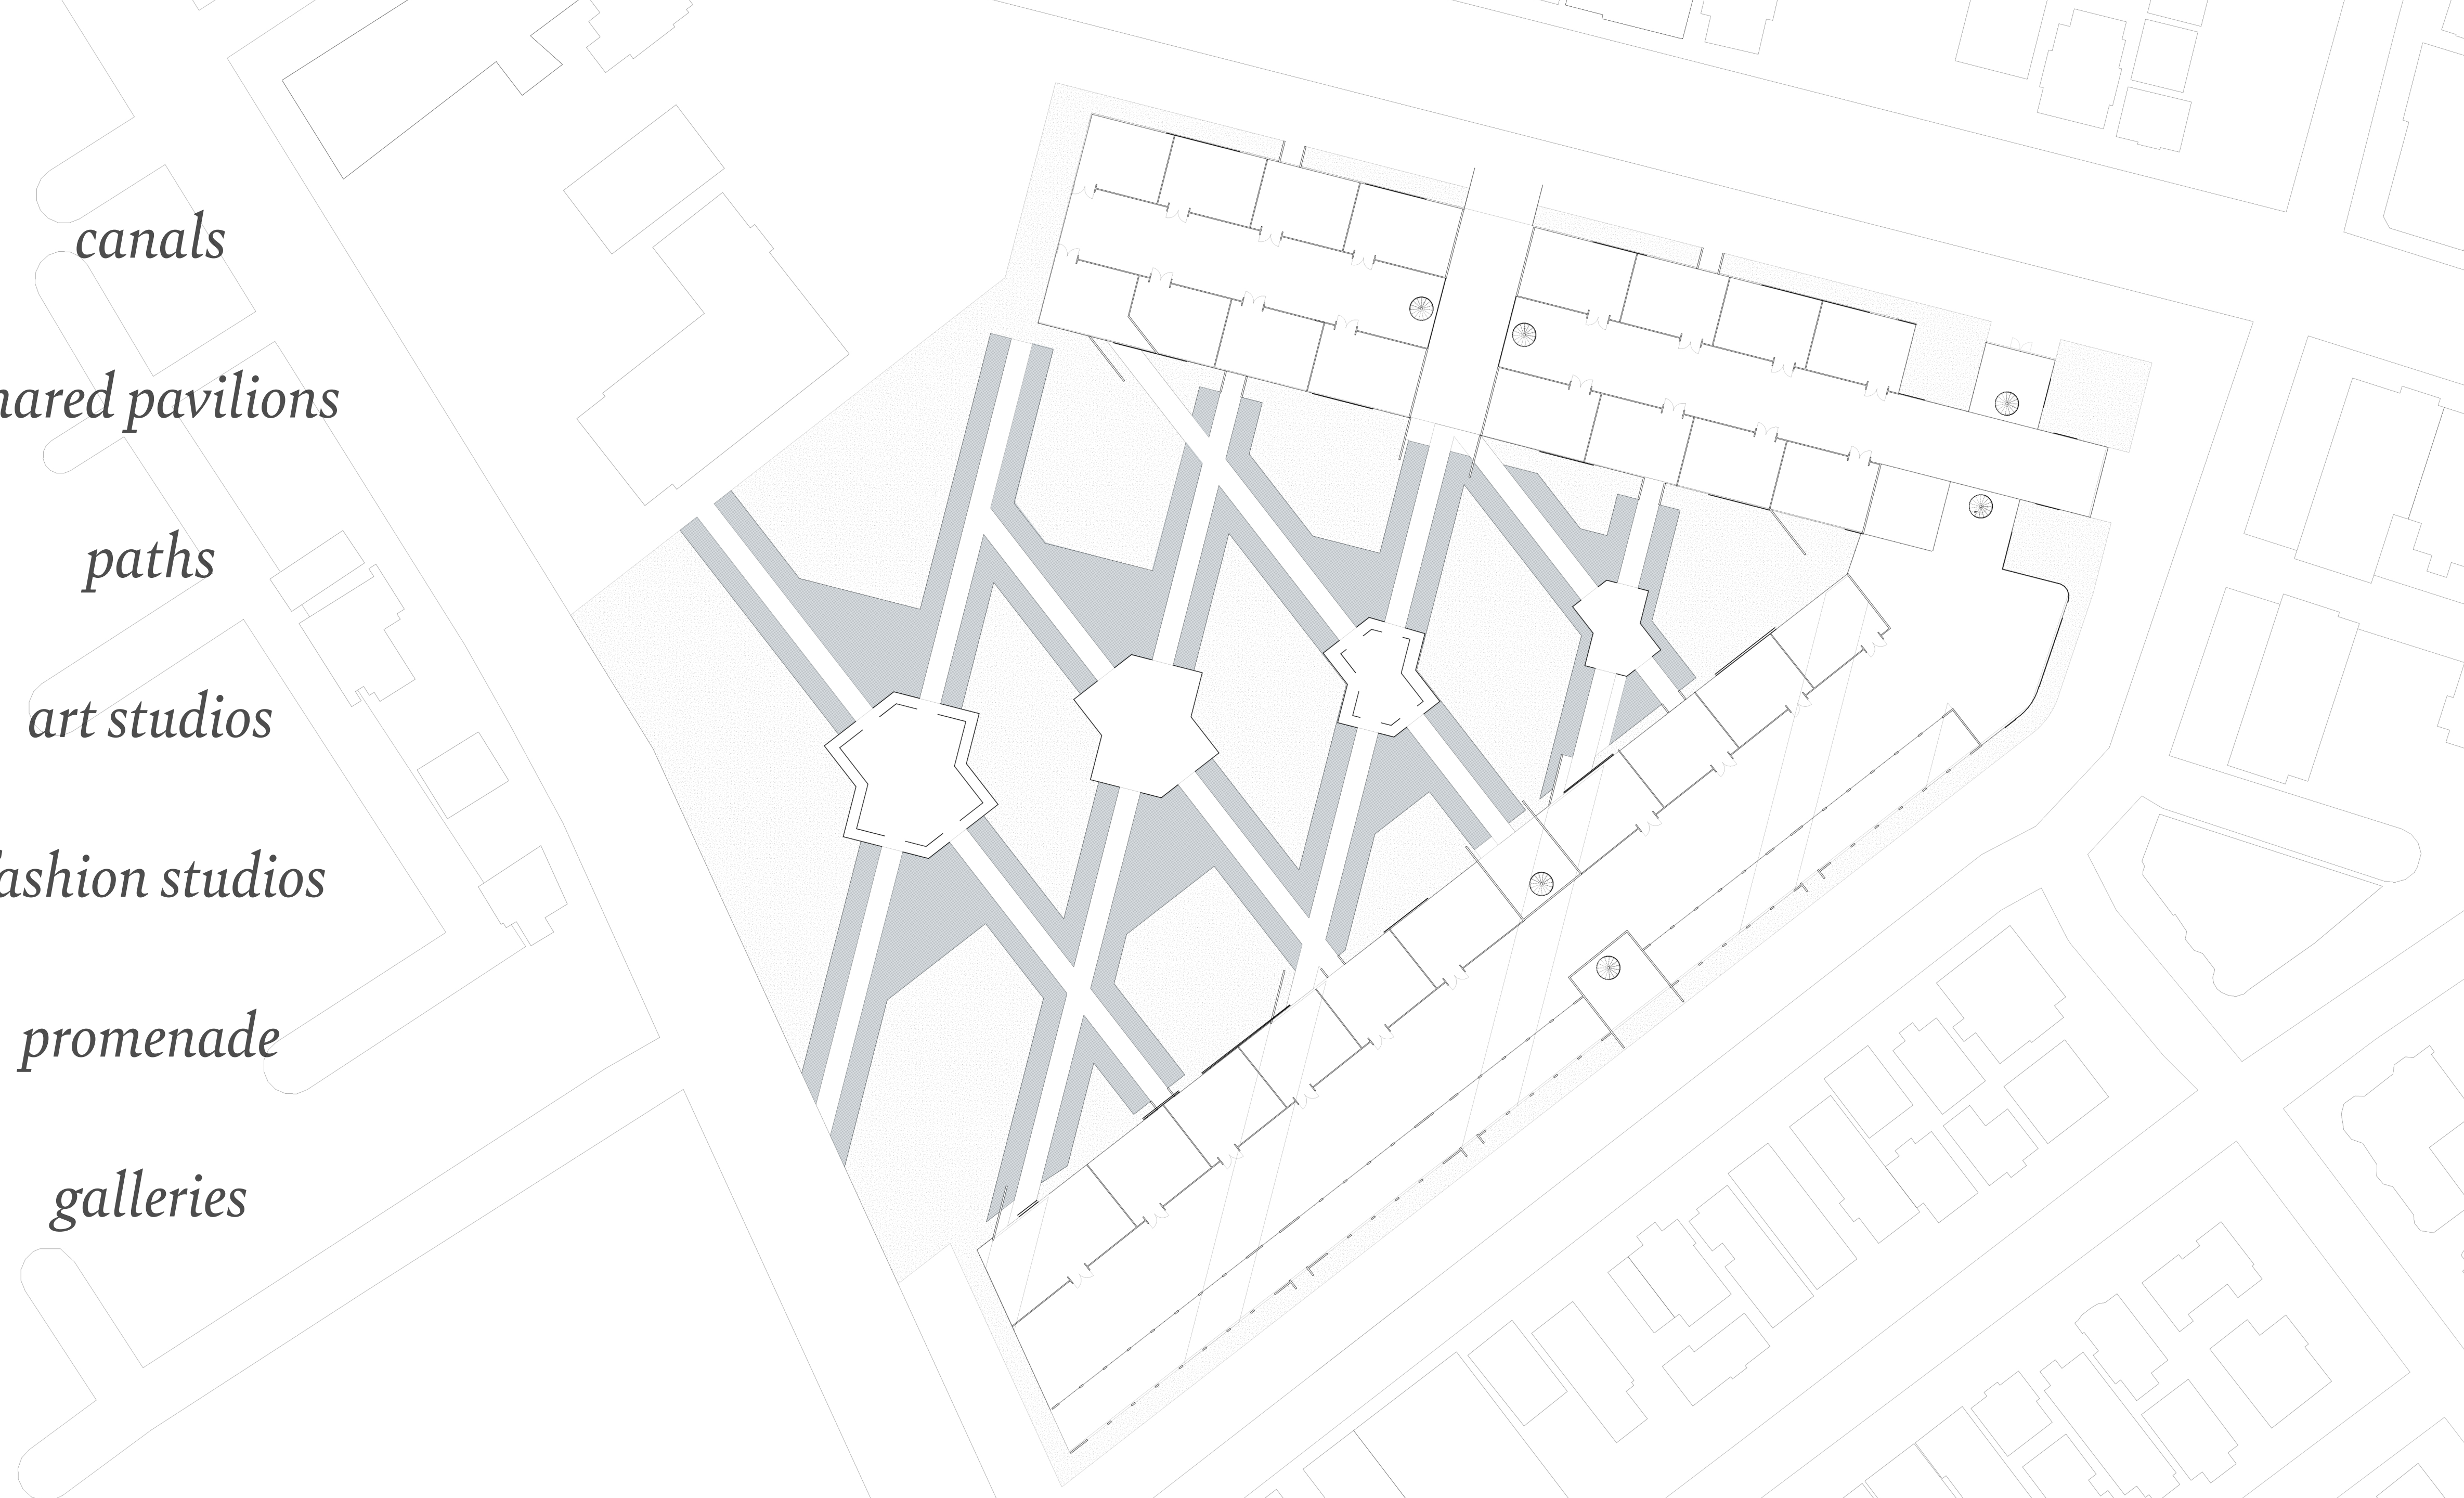 canals
ared pavilions
paths
art studios
ashion studios
promenade
galleries